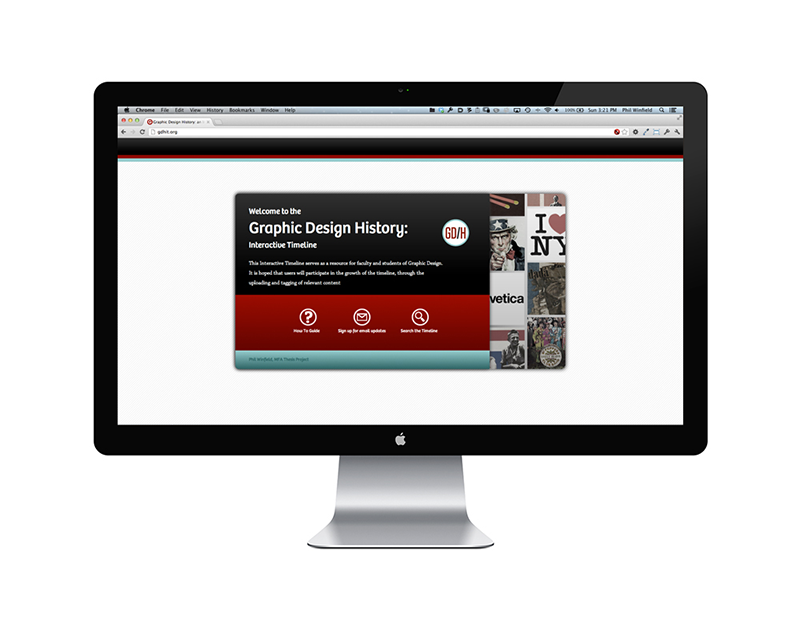 Chrome File Edit View History Bookmarks Window Help
100% Sun 3:21 PM Phil Winfield
Graphic Design History: an
gdhit.org
Welcome to the
Graphic Design History:
Interactive Timeline
GD/H
This Interactive Timeline serves as a resource for faculty and students of Graphic Design.
It is hoped that users will participate in the growth of the timeline, through the
uploading and tagging of relevant content
How To Guide
Sign up for email updates
Search the Timeline
Phil Winfield, MFA Thesis Project
I
NY
vetica